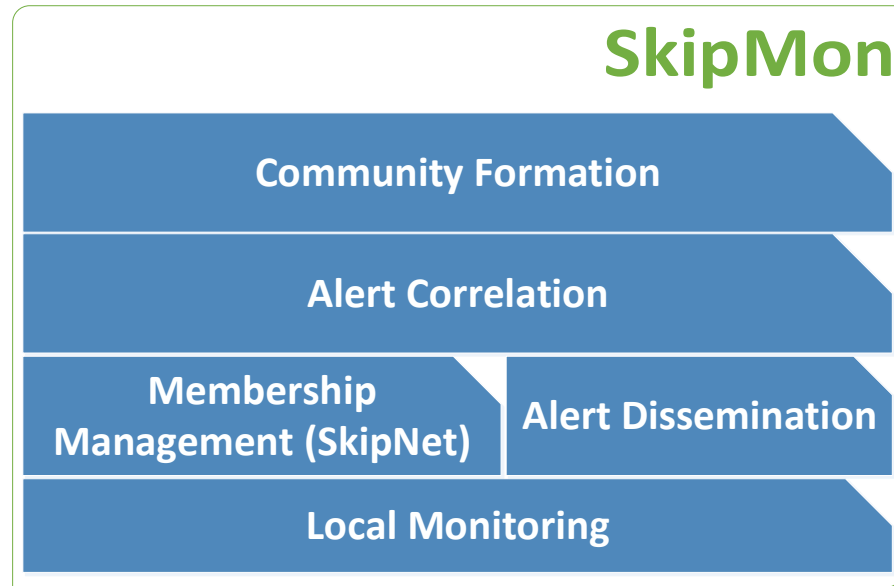 SkipMon
Community Formation
Alert Correlation
Membership
Management (SkipNet)
Alert Dissemination
Local Monitoring